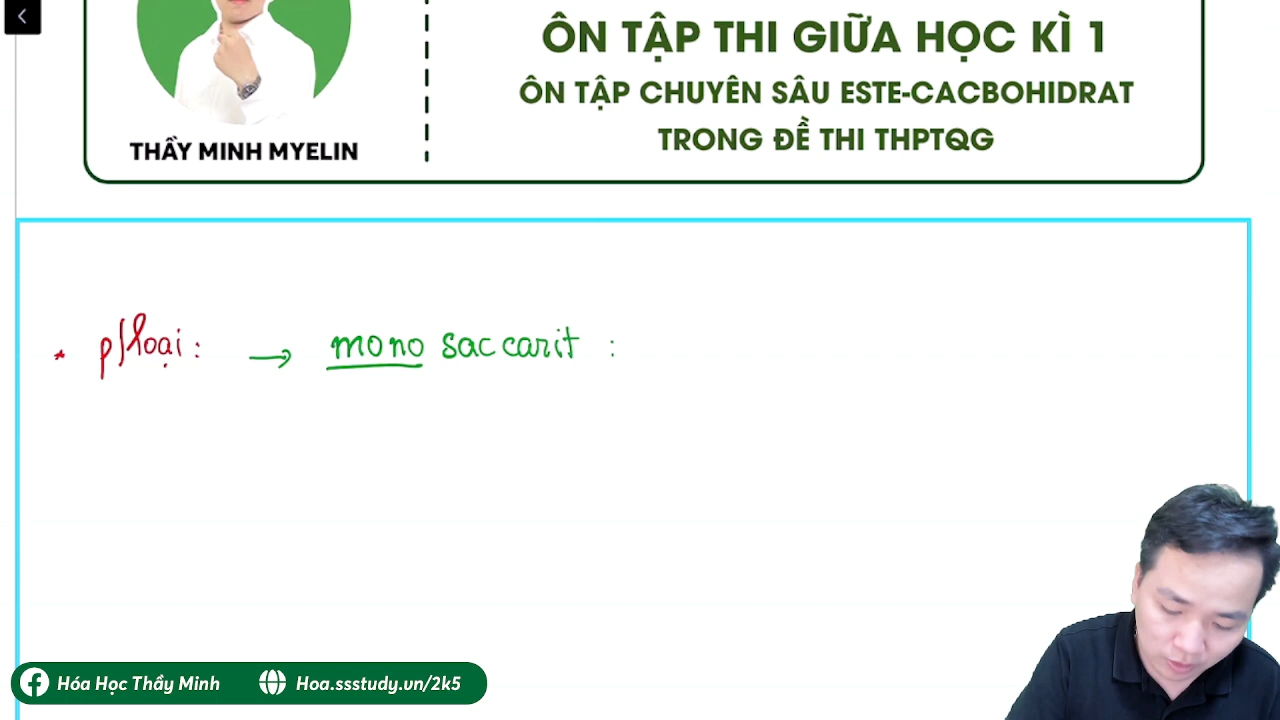 ÔN TẬP THI GIỮA HỌC KÌ 1
ÔN TẬP CHUYÊN SÂU ESTE-CACBOHIDRAT
TRONG ĐỀ THI THPTQG
THẦY MINH MYELIN
* p/loại: → mono saccarit :
Hóa Học Thầy Minh Hoa.ssstudy.vn/2k5